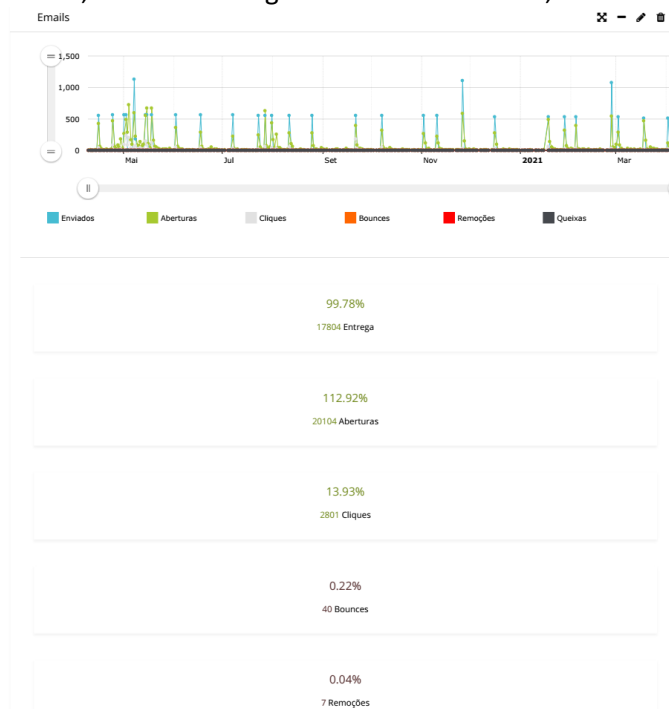 Emails
1,500
1,000
500
0
Mai Jul Set Nov 2021 Mar
Enviados Aberturas Cliques Bounces Remoções Queixas
99.78%
17804 Entrega
112.92%
20104 Aberturas
13.93%
2801 Cliques
0.22%
40 Bounces
0.04%
7 Remoções